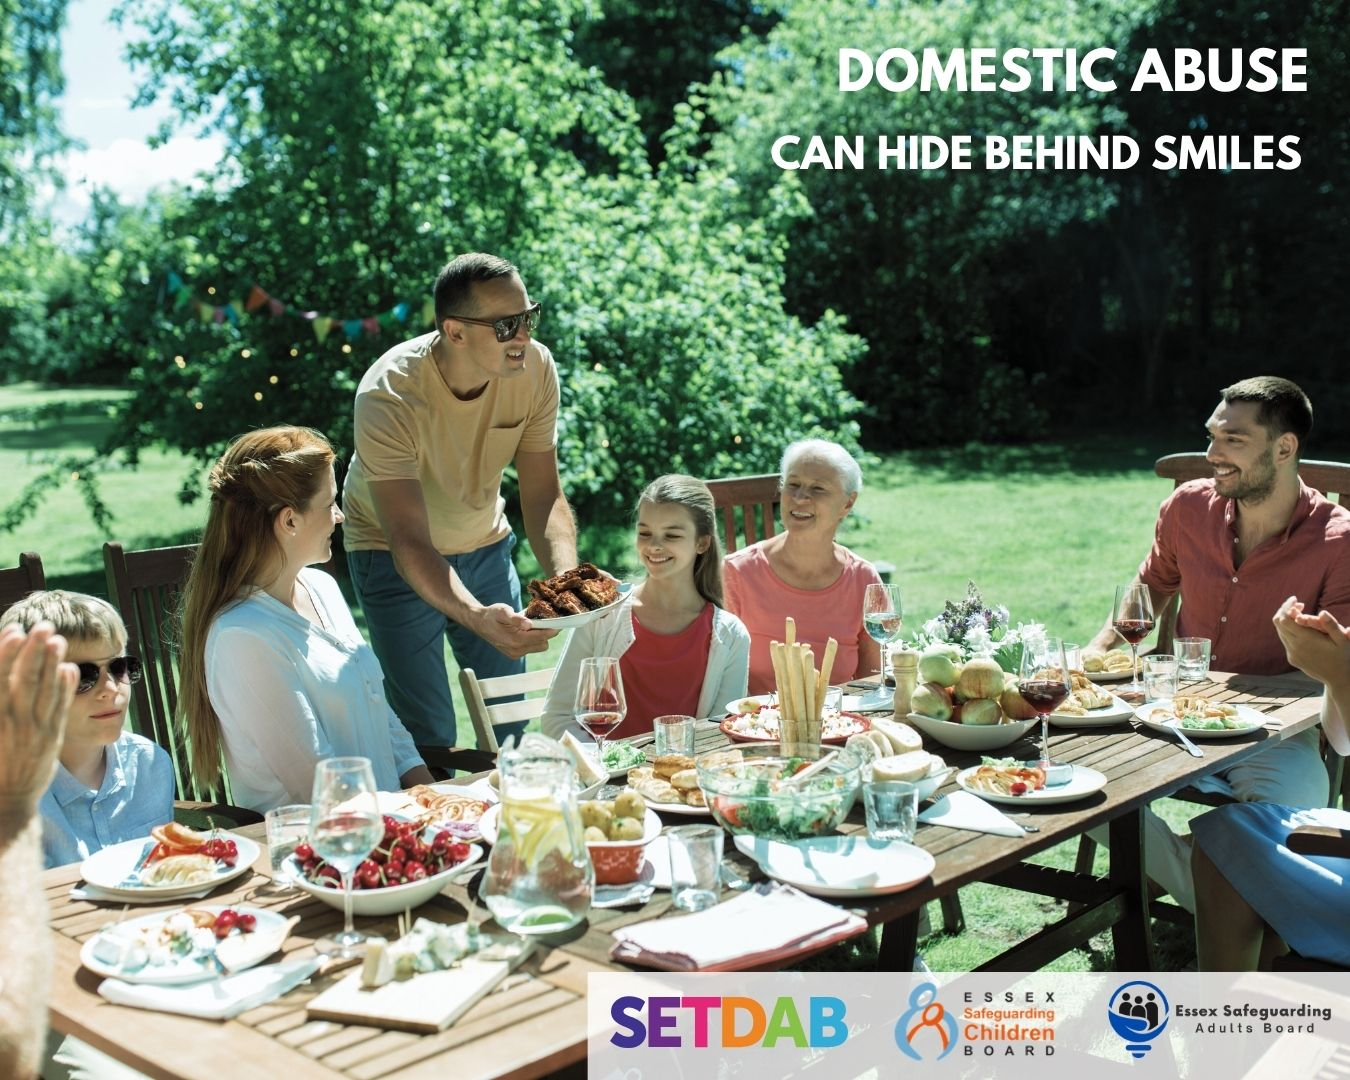 DOMESTIC ABUSE
CAN HIDE BEHIND SMILES
SETDAB
ESSEX
Safeguarding
Children
BOARD
Essex Safeguarding
Adults Board